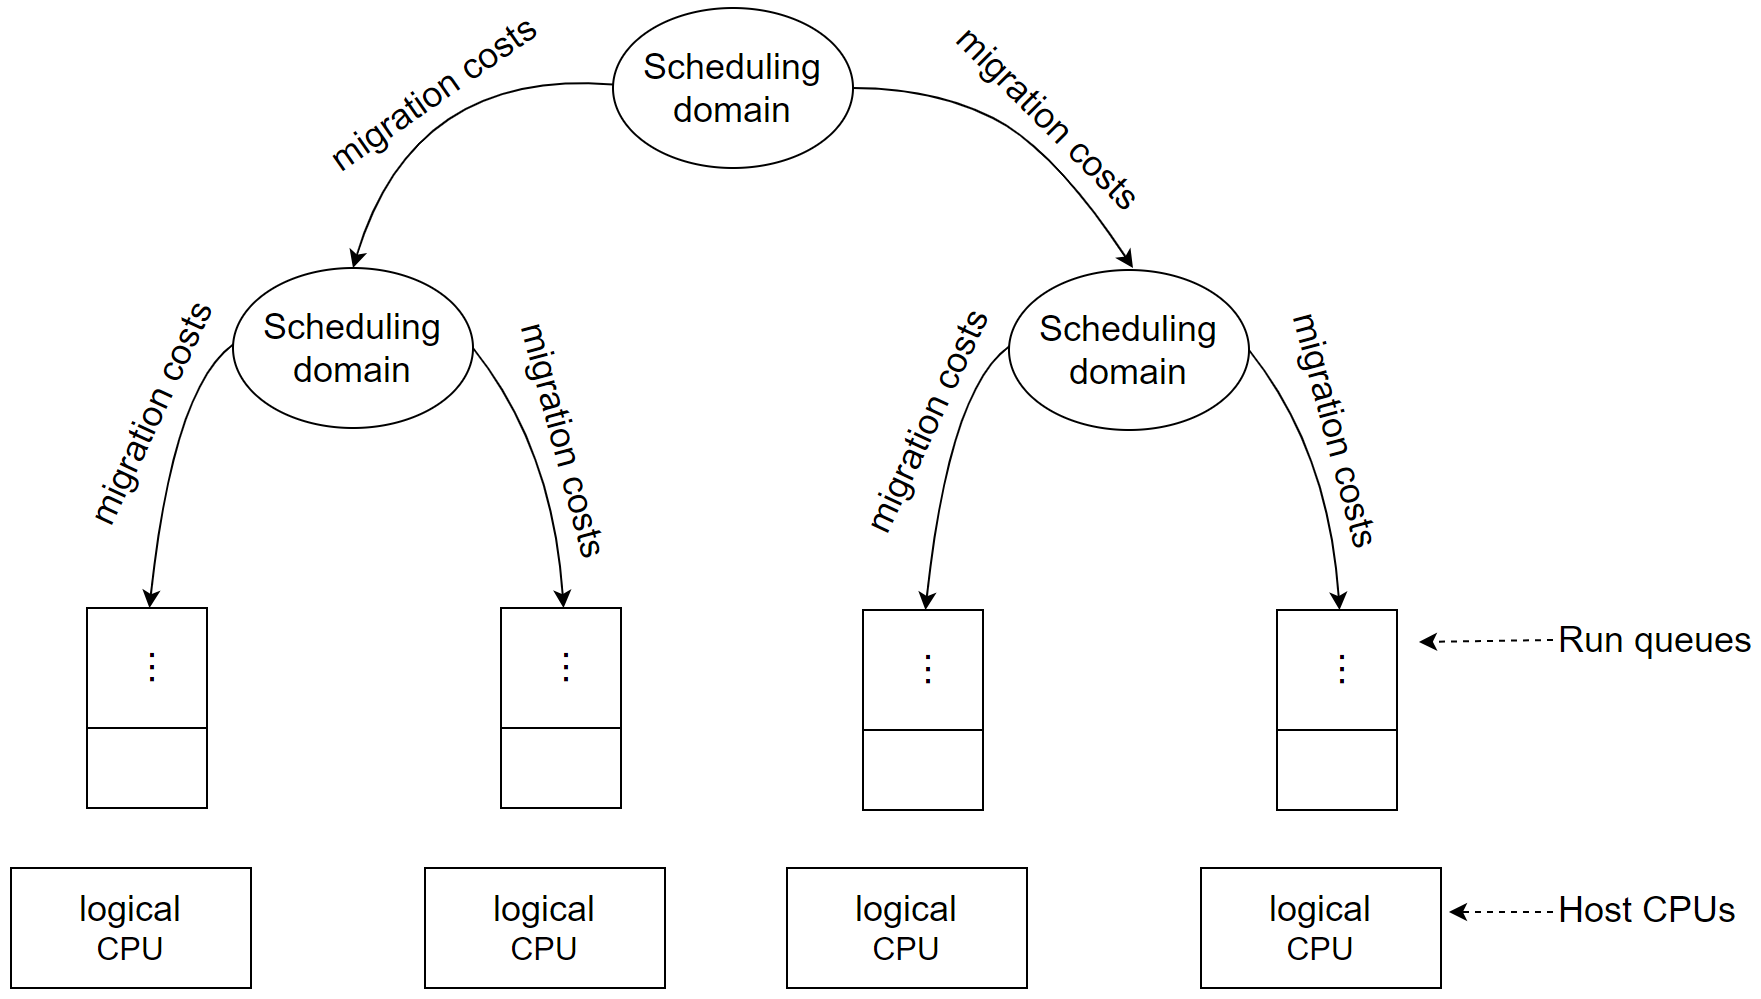 migration costs
Scheduling
domain
migration costs
migration costs
Scheduling
domain
migration costs
migration costs
Scheduling
domain
migration costs
...
...
...
...
Run queues
logical
CPU
logical
CPU
logical
CPU
logical
CPU
Host CPUs